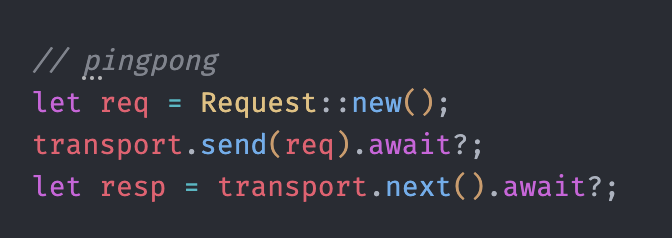 // pingpong
let req = Request::new();
transport.send(req).await?;
let resp = transport.next().await?;